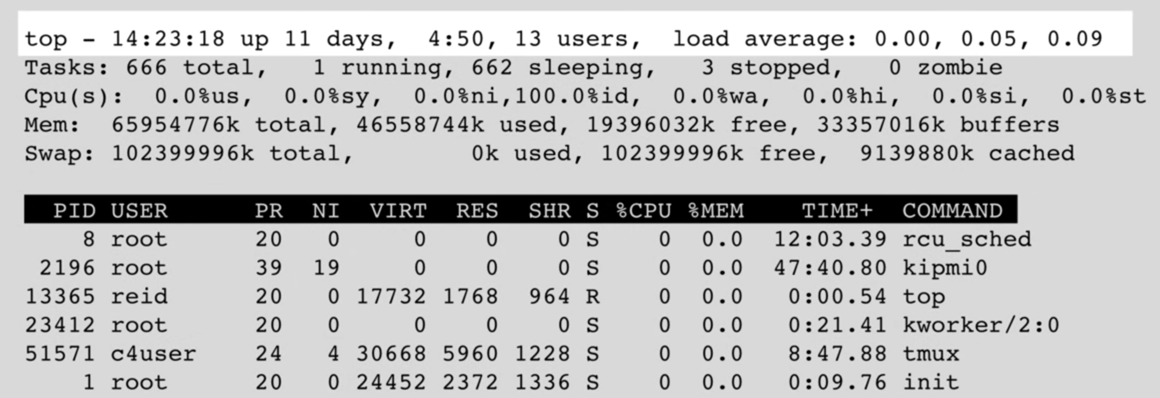 top - 14:23:18 up 11 days,  4:50, 13 users,  load average: 0.00, 0.05, 0.09
Tasks: 666 total,   1 running, 662 sleeping,   3 stopped,   0 zombie
Cpu(s):  0.0%us,  0.0%sy,  0.0%ni,100.0%id,  0.0%wa,  0.0%hi,  0.0%si,  0.0%st
Mem:  65954776k total, 46558744k used, 19396032k free, 33357016k buffers
Swap: 102399996k total,        0k used, 102399996k free,  9139880k cached
  PID USER      PR  NI  VIRT  RES  SHR S %CPU %MEM    TIME+  COMMAND
    8 root      20   0     0    0    0 S    0  0.0  12:03.39 rcu_sched
 2196 root      39  19     0    0    0 S    0  0.0  47:40.80 kipmi0
13365 reid      20   0 17732 1768  964 R    0  0.0   0:00.54 top
23412 root      20   0     0    0    0 S    0  0.0   0:21.41 kworker/2:0
51571 c4user    24   4 30668 5960 1228 S    0  0.0   8:47.88 tmux
    1 root      20   0 24452 2372 1336 S    0  0.0   0:09.76 init